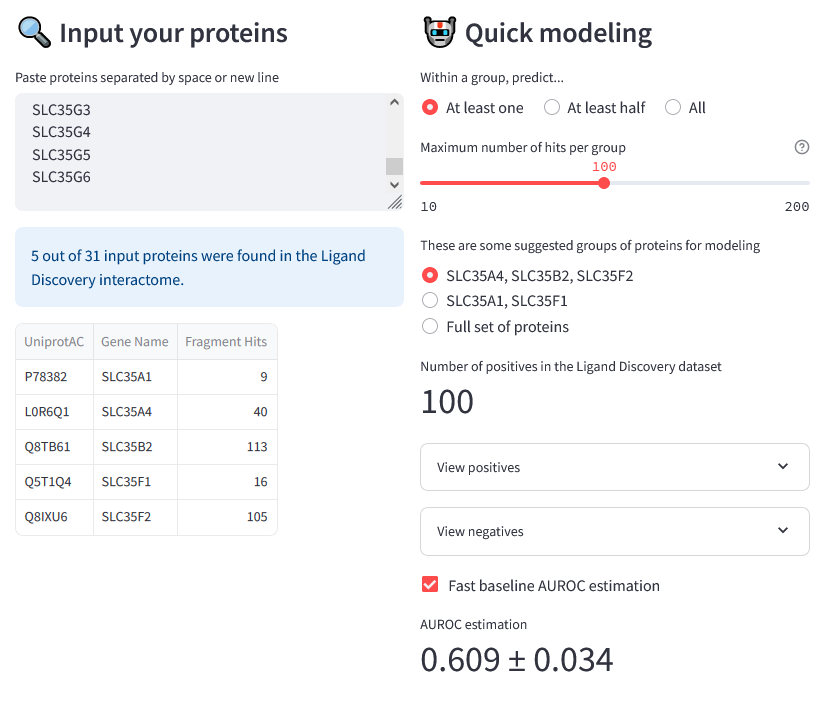 Input your proteins
Paste proteins separated by space or new line
SLC35G3
SLC35G4
SLC35G5
SLC35G6
5 out of 31 input proteins were found in the Ligand
Discovery interactome.
UniprotAC Gene Name Fragment Hits
P78382 SLC35A1 9
L0R6Q1 SLC35A4 40
Q8TB61 SLC35B2 113
Q5T1Q4 SLC35F1 16
Q8IXU6 SLC35F2 105
Quick modeling
Within a group, predict...
At least one At least half All
Maximum number of hits per group
100
10 200
These are some suggested groups of proteins for modeling
SLC35A4, SLC35B2, SLC35F2
SLC35A1, SLC35F1
Full set of proteins
Number of positives in the Ligand Discovery dataset
100
View positives
View negatives
Fast baseline AUROC estimation
AUROC estimation
0.609 ± 0.034